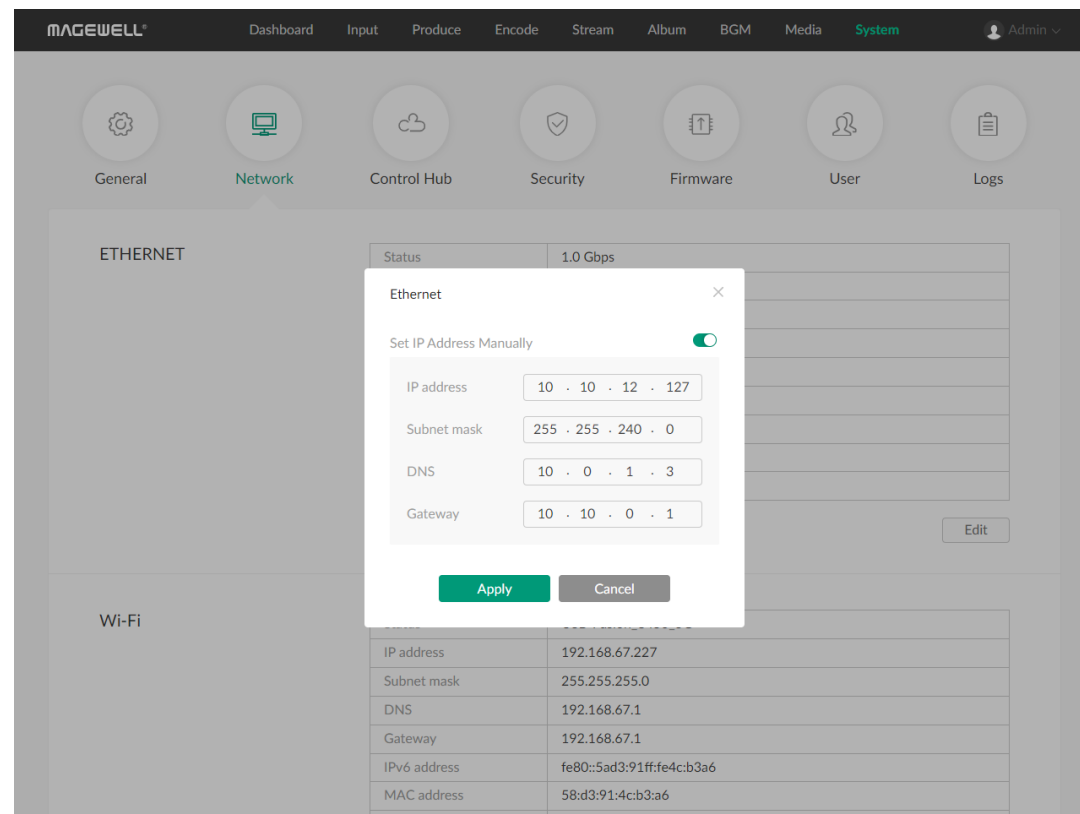 MAGEWELL®
Dashboard Input Produce Encode Stream Album BGM Media System Admin
General Network Control Hub Security Firmware User Logs
ETHERNET
Status 1.0 Gbps
Ethernet
Set IP Address Manually
IP address 10 . 10 . 12 . 127
Subnet mask 255 . 255 . 240 . 0
DNS 10 . 0 . 1 . 3
Gateway 10 . 10 . 0 . 1
Apply Cancel
Edit
Wi-Fi
IP address 192.168.67.227
Subnet mask 255.255.255.0
DNS 192.168.67.1
Gateway 192.168.67.1
IPv6 address fe80::5ad3:91ff:fe4c:b3a6
MAC address 58:d3:91:4c:b3:a6